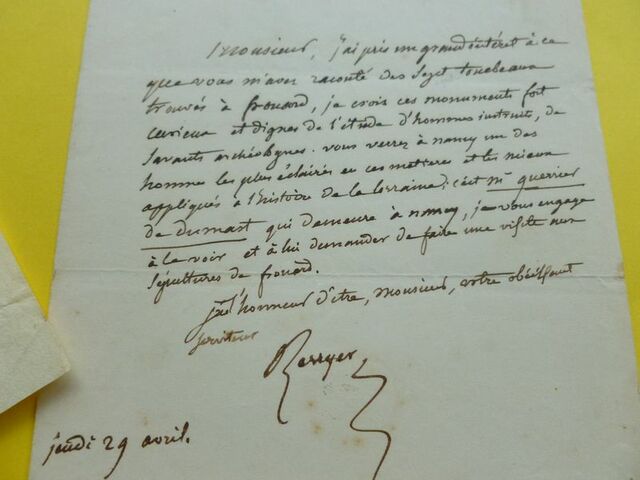 Monsieur, j'ai pris un grand intéret à ce
que vous m'avez raconté des sept tombeaux
trouvés à frouard, je crois ces monuments fort
curieux et dignes de l'étude d'hommes instruits, de
savants archéologues. vous verrez à nancy un des
hommes les plus éclairés en ces matieres et les mieux
appliqués à l'histoire de la lorraine; c'est Mr guerrier
de dumast qui demeure à nancy, je vous engage
à le voir et à lui demander de faire une visite aux
sépultures de frouard.
j'ai l'honneur d'être, monsieur, votre obéissant
serviteur
Berryer
jeudi 29 avril.